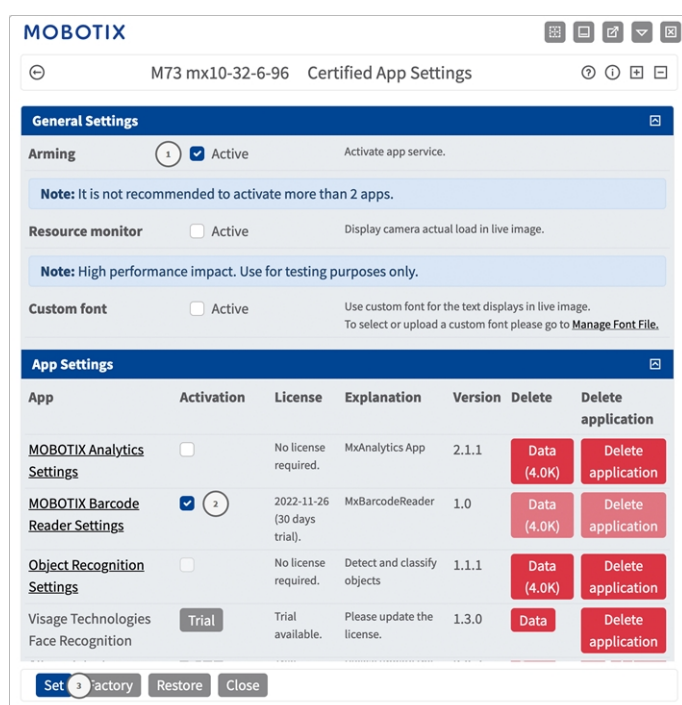 MOBOTIX
M73 mx10-32-6-96 Certified App Settings
General Settings
Arming 1 Active Activate app service.
Note: It is not recommended to activate more than 2 apps.
Resource monitor Active Display camera actual load in live image.
Note: High performance impact. Use for testing purposes only.
Custom font Active Use custom font for the text displays in live image.
To select or upload a custom font please go to Manage Font File.
App Settings
App Activation License Explanation Version Delete Delete
application
MOBOTIX Analytics No license MxAnalytics App 2.1.1 Data Delete
Settings required. (4.0K) application
MOBOTIX Barcode 2 2022-11-26 MxBarcodeReader 1.0 Data Delete
Reader Settings (30 days (4.0K) application
trial).
Object Recognition No license Detect and classify 1.1.1 Data Delete
Settings required. objects (4.0K) application
Visage Technologies Trial Trial Please update the 1.3.0 Data Delete
Face Recognition available. license. application
Set 3 actory Restore Close